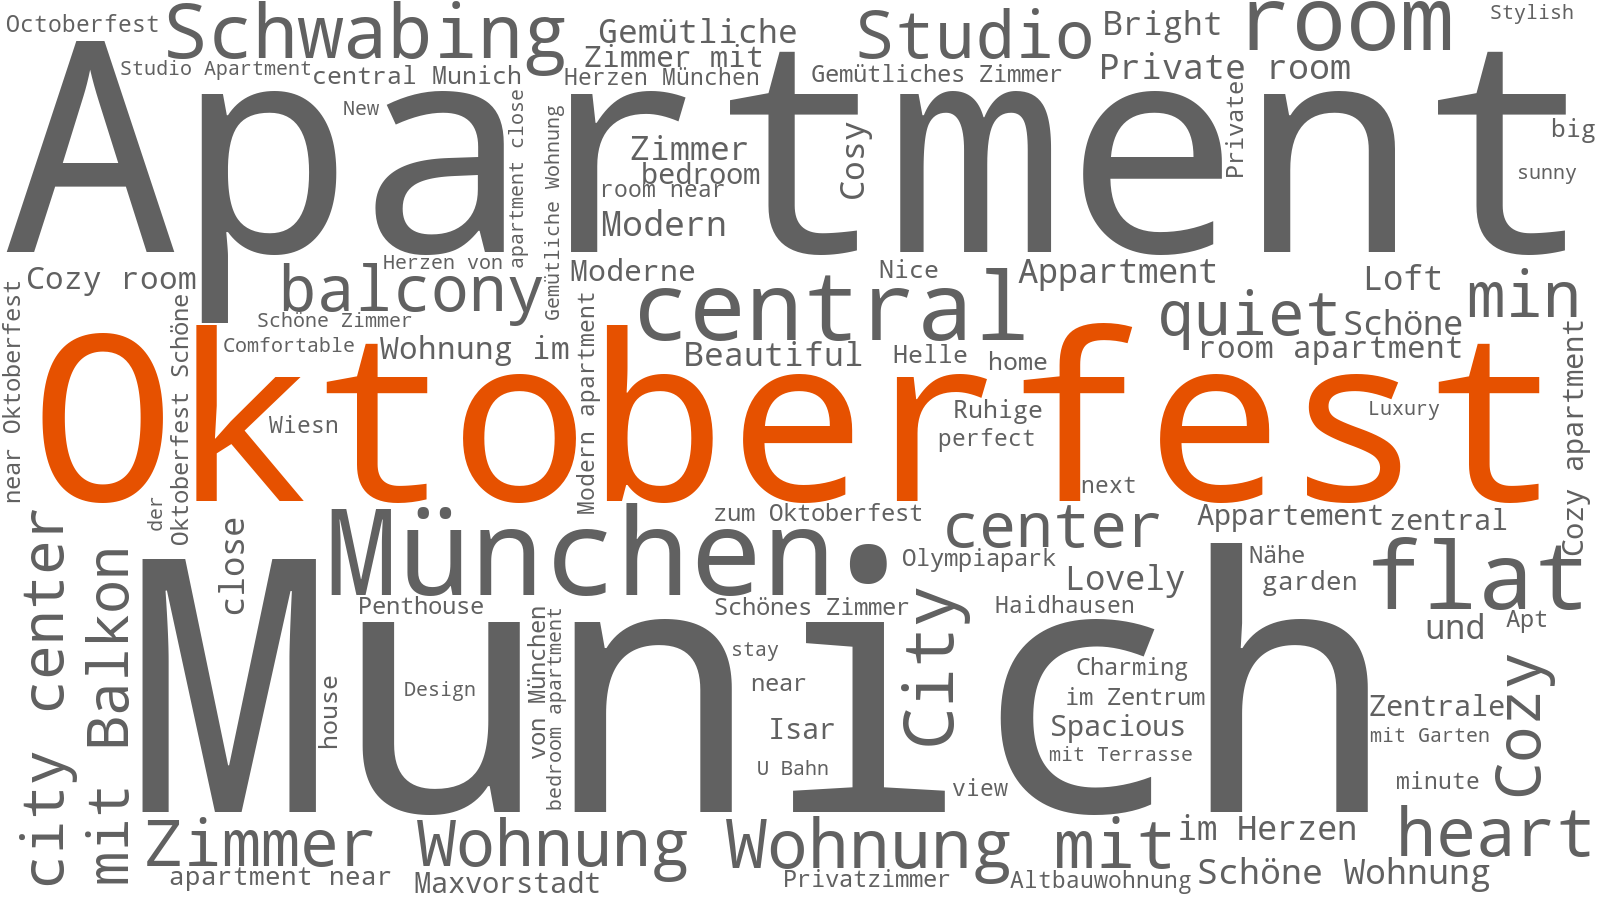 Octoberfest
Schwabing
Gemütliche
Studio
Bright
room
Stylish
Studio Apartment
central Munich
Zimmer mit
Herzen München
Gemütliches Zimmer
Private room
Apartment
New
apartment close
Gemütliche Wohnung
Zimmer
bedroom
room near
Modern
Cosy
Privates
big
sunny
Cozy room
balcony
Herzen von
Moderne
central
Nice
Appartment
Loft
min
quiet
Schöne
near Oktoberfest
Oktoberfest Schöne
Schöne Zimmer
Comfortable
Wohnung im
Beautiful
Helle
home
room apartment
Oktoberfest
Wiesn
Modern apartment
Ruhige
perfect
Luxury
Cozy apartment
next
der
close
München
zum Oktoberfest
center
Appartement
zentral
Olympiapark
Nähe
garden
flat
Lovely
city center
mit Balkon
Munich
Penthouse
Schönes Zimmer
Haidhausen
und
Apt
house
Design
von München
bedroom apartment
stay
near
Isar
U Bahn
City
Charming
im Zentrum
Spacious
mit Terrasse
view
Zentrale
mit Garten
minute
Cozy
Zimmer
Wohnung
Wohnung mit
im Herzen
heart
apartment near
Maxvorstadt
Privatzimmer
Altbauwohnung
Schöne Wohnung